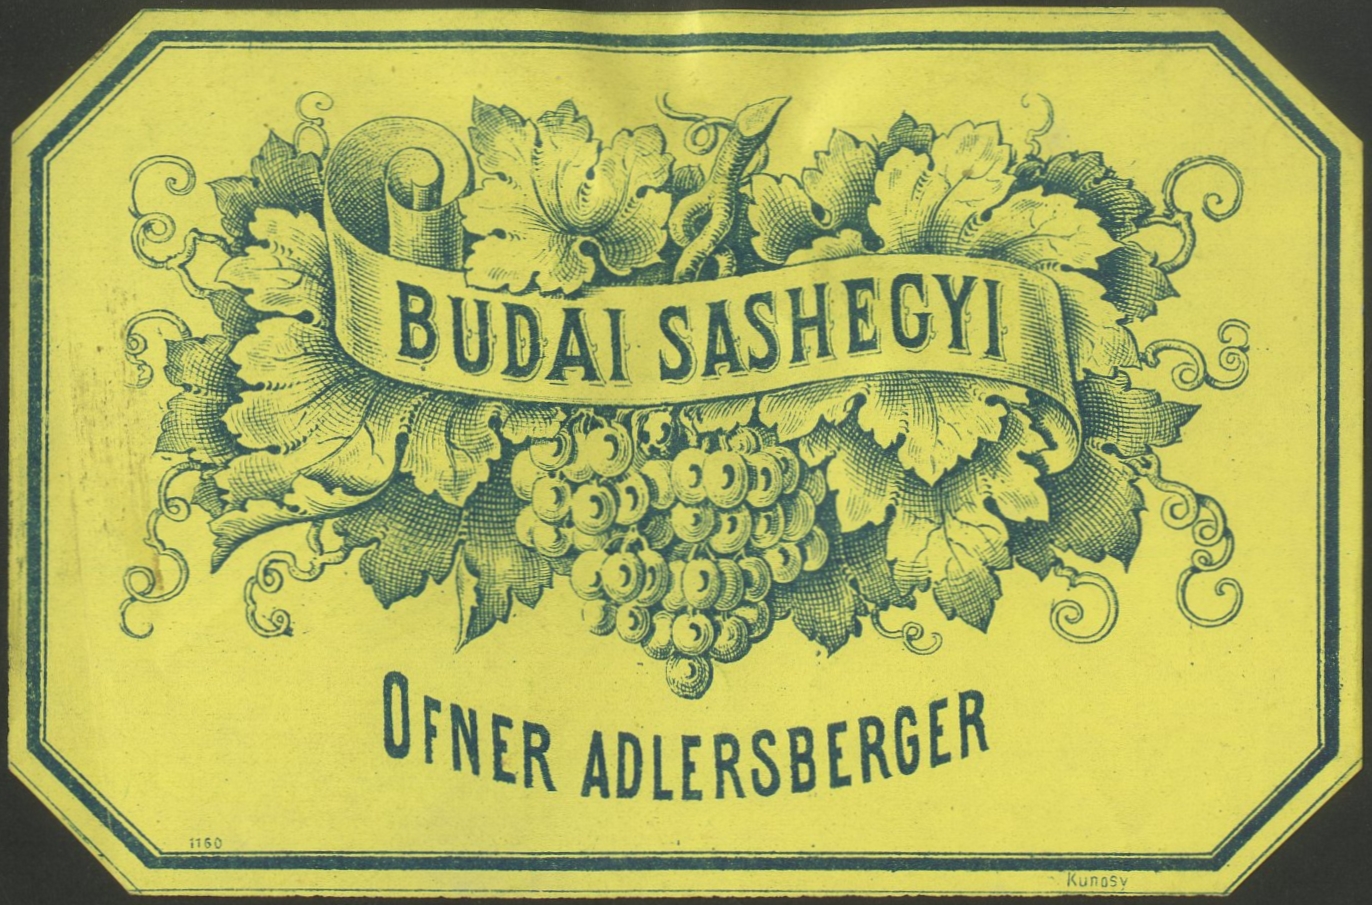 BUDAI SASHEGYI
OFNER ADLERSBERGER
1160
Kunosy